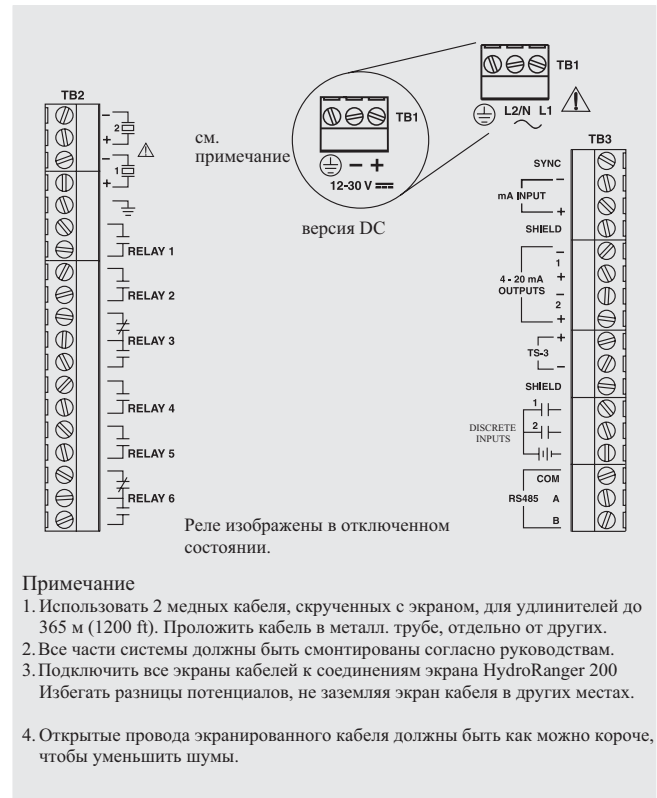 TB2
-
2
+
-
1
+
RELAY 1
RELAY 2
RELAY 3
RELAY 4
RELAY 5
RELAY 6
см.
примечание
TB1
- +
12-30 V
версия DC
TB1
L2/N L1
TB3
SYNC
-
mA INPUT
+
SHIELD
-
1
4 - 20 mA +
OUTPUTS -
2
+
+
TS-3
-
SHIELD
1
DISCRETE 2
INPUTS
COM
RS485 A
B
Реле изображены в отключенном
состоянии.
Примечание
1. Использовать 2 медных кабеля, скрученных с экраном, для удлинителей до
365 м (1200 ft). Проложить кабель в металл. трубе, отдельно от других.
2. Все части системы должны быть смонтированы согласно руководствам.
3. Подключить все экраны кабелей к соединениям экрана HydroRanger 200
Избегать разницы потенциалов, не заземляя экран кабеля в других местах.
4. Открытые провода экранированного кабеля должны быть как можно короче,
чтобы уменьшить шумы.